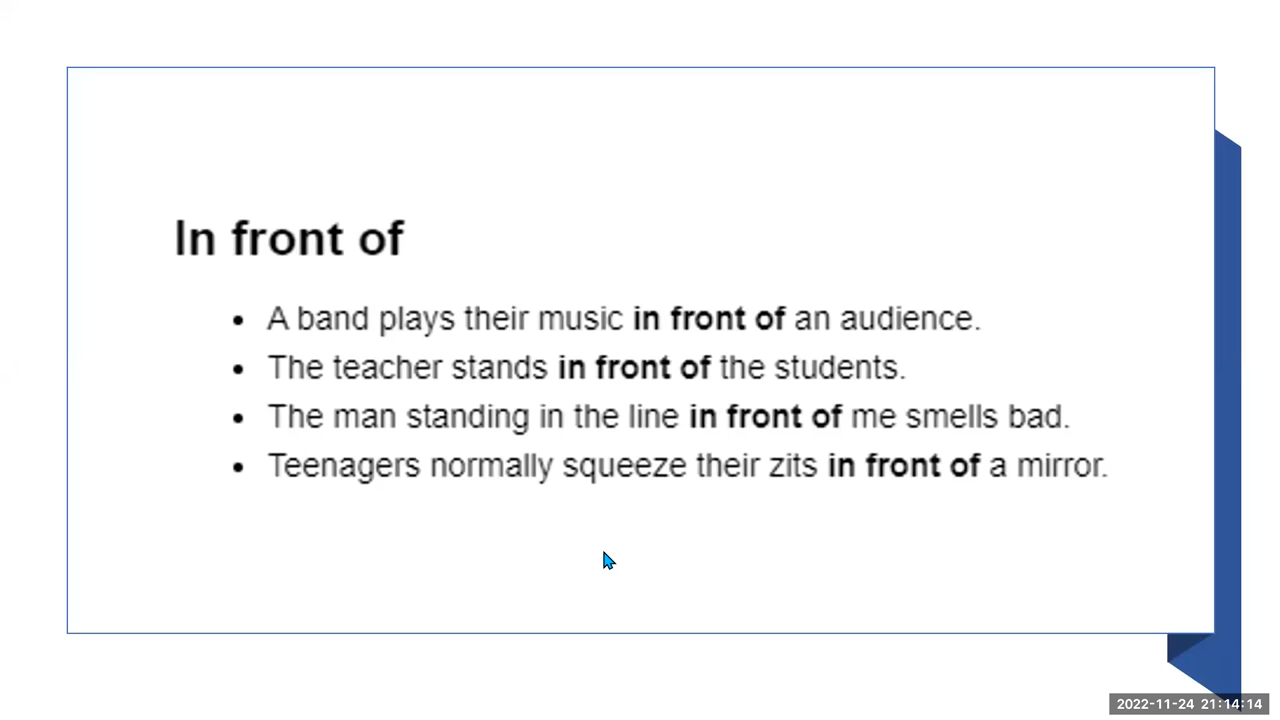 In front of
• A band plays their music in front of an audience.
• The teacher stands in front of the students.
• The man standing in the line in front of me smells bad.
• Teenagers normally squeeze their zits in front of a mirror.
2022-11-24 21:14:14